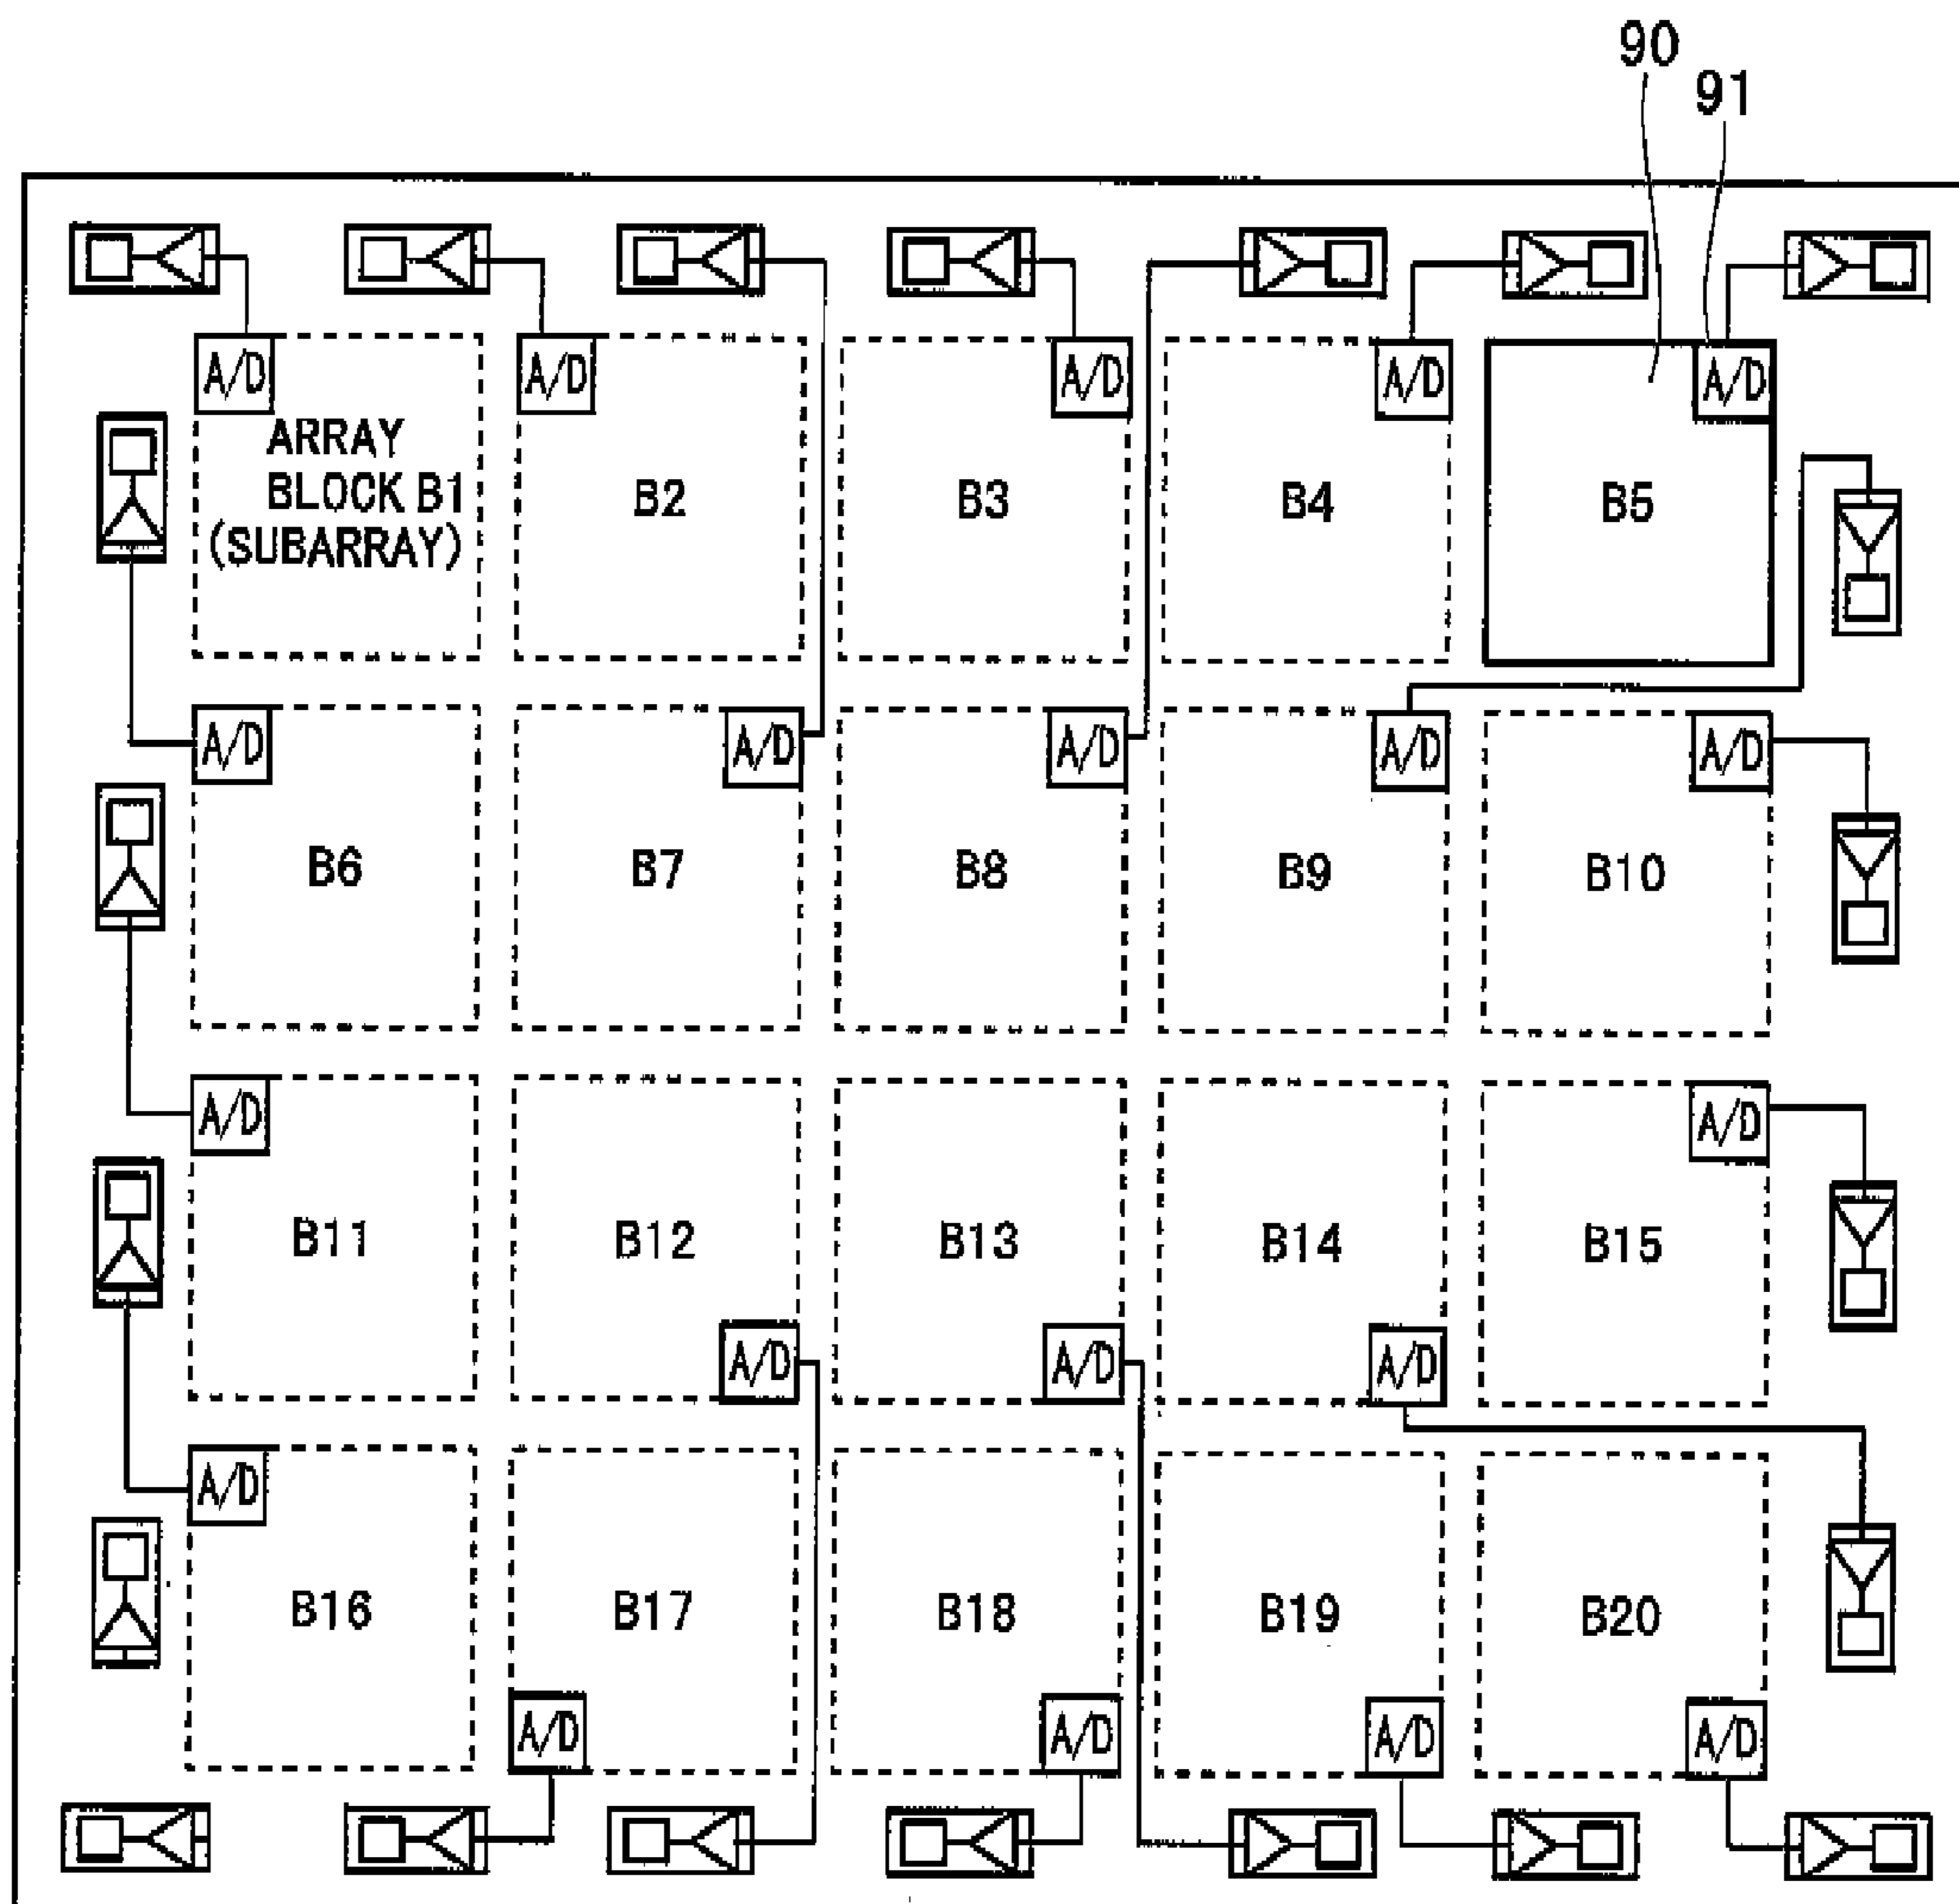 90
91
A/D
A/D
A/D
A/D
A/D
ARRAY
BLOCK B1
(SUBARRAY)
B2
B3
B4
B5
A/D
A/D
A/D
A/D
A/D
B6
B7
B8
B9
B10
A/D
A/D
B11
B12
B13
B14
B15
A/D
A/D
A/D
A/D
B16
B17
B18
B19
B20
A/D
A/D
A/D
A/D